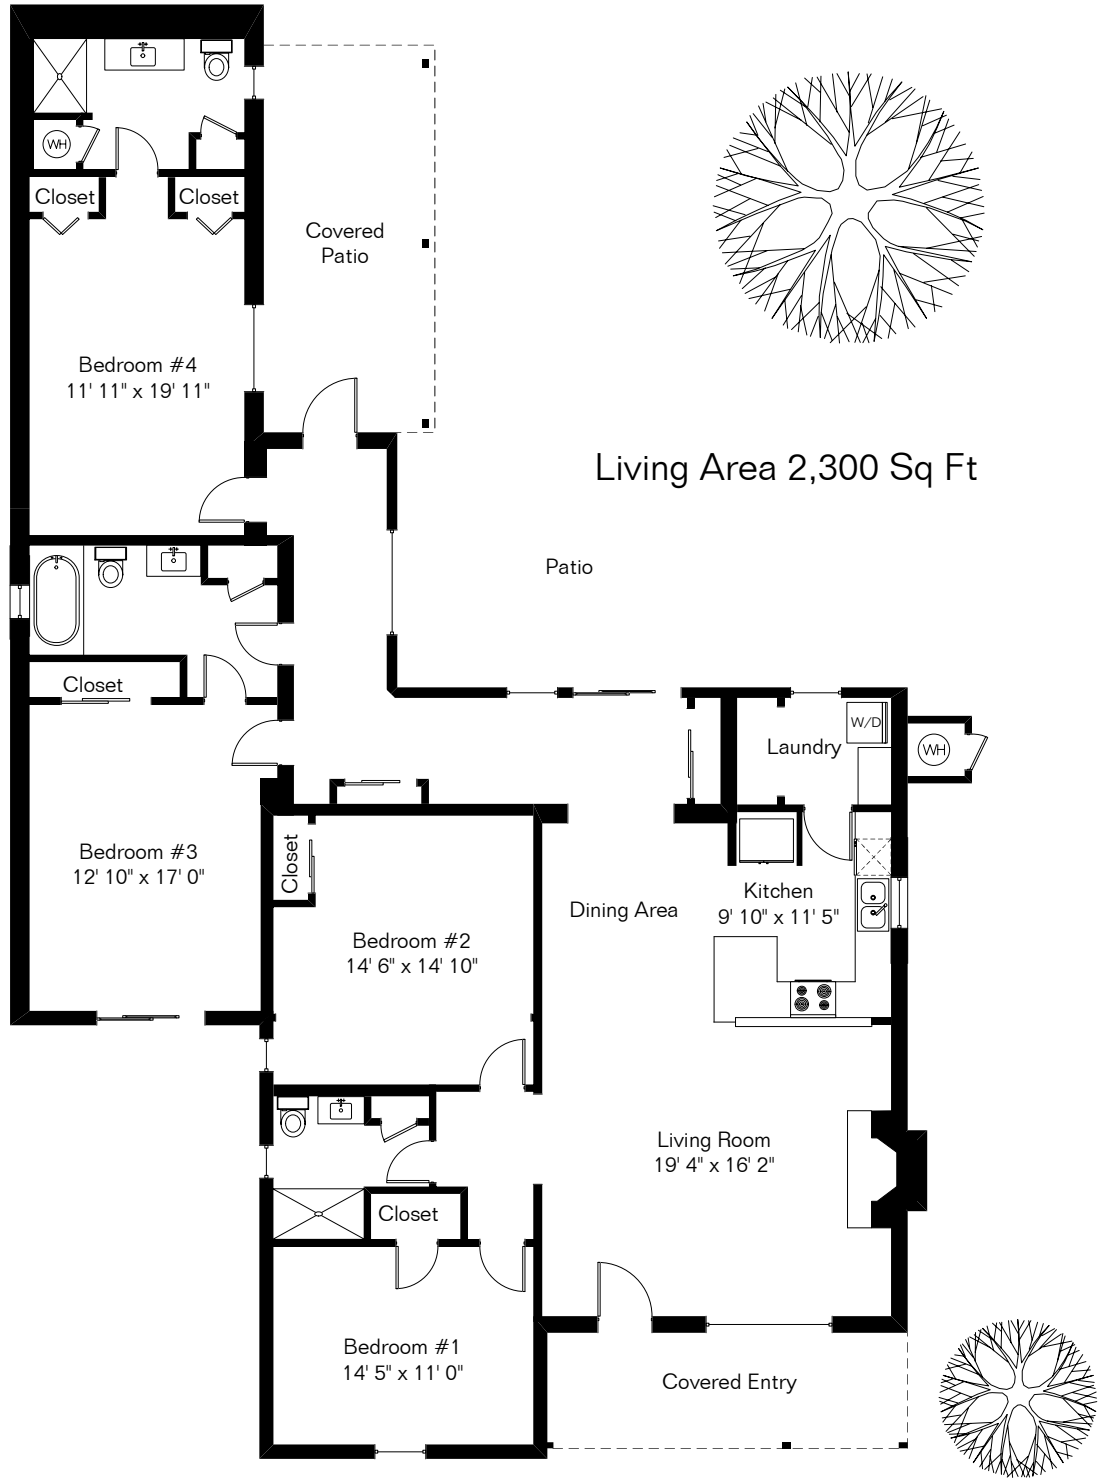 WH
Closet
Closet
Covered
Patio
Bedroom #4
11' 11" x 19' 11"
Living Area 2,300 Sq Ft
Patio
Closet
W/D
Laundry
WH
Closet
Bedroom #3
12' 10" x 17' 0"
Kitchen
9' 10" x 11' 5"
Dining Area
Bedroom #2
14' 6" x 14' 10"
Living Room
19' 4" x 16' 2"
Closet
Bedroom #1
14' 5" x 11' 0"
Covered Entry